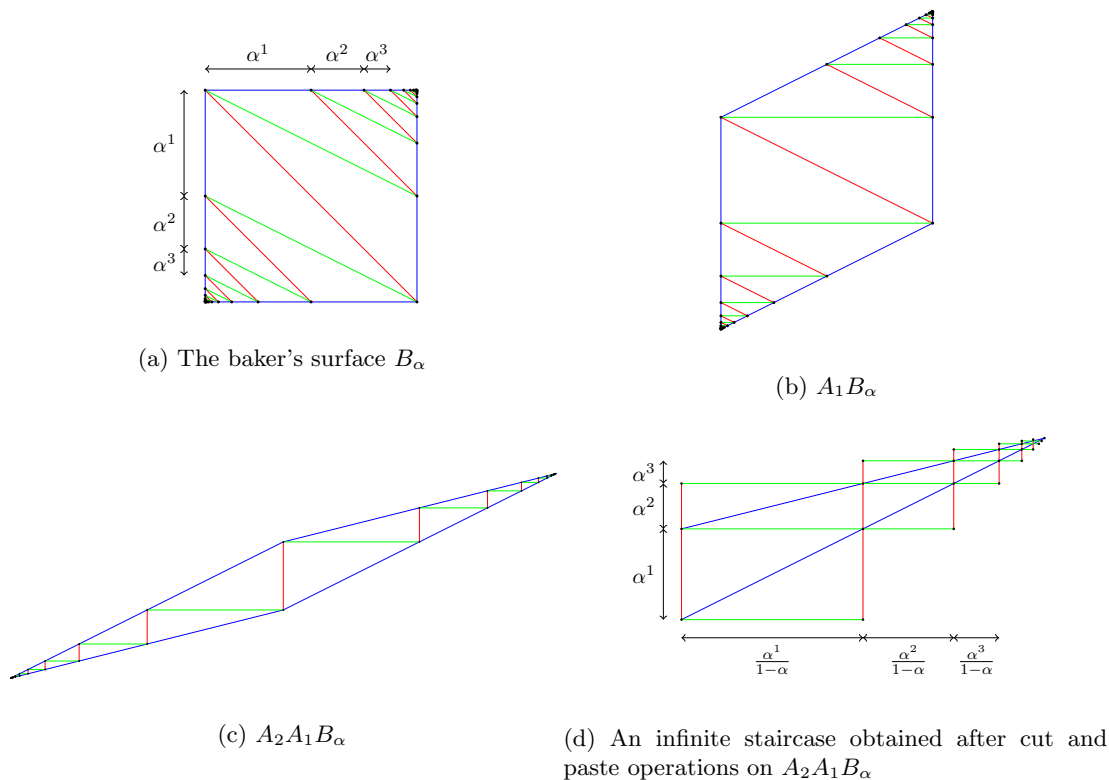 α¹ α² α³
α¹
α²
α³
(a) The baker's surface B_α
(b) A₁B_α
(c) A₂A₁B_α
α³
α²
α¹
α¹/(1−α) α²/(1−α) α³/(1−α)
(d) An infinite staircase obtained after cut and
paste operations on A₂A₁B_α